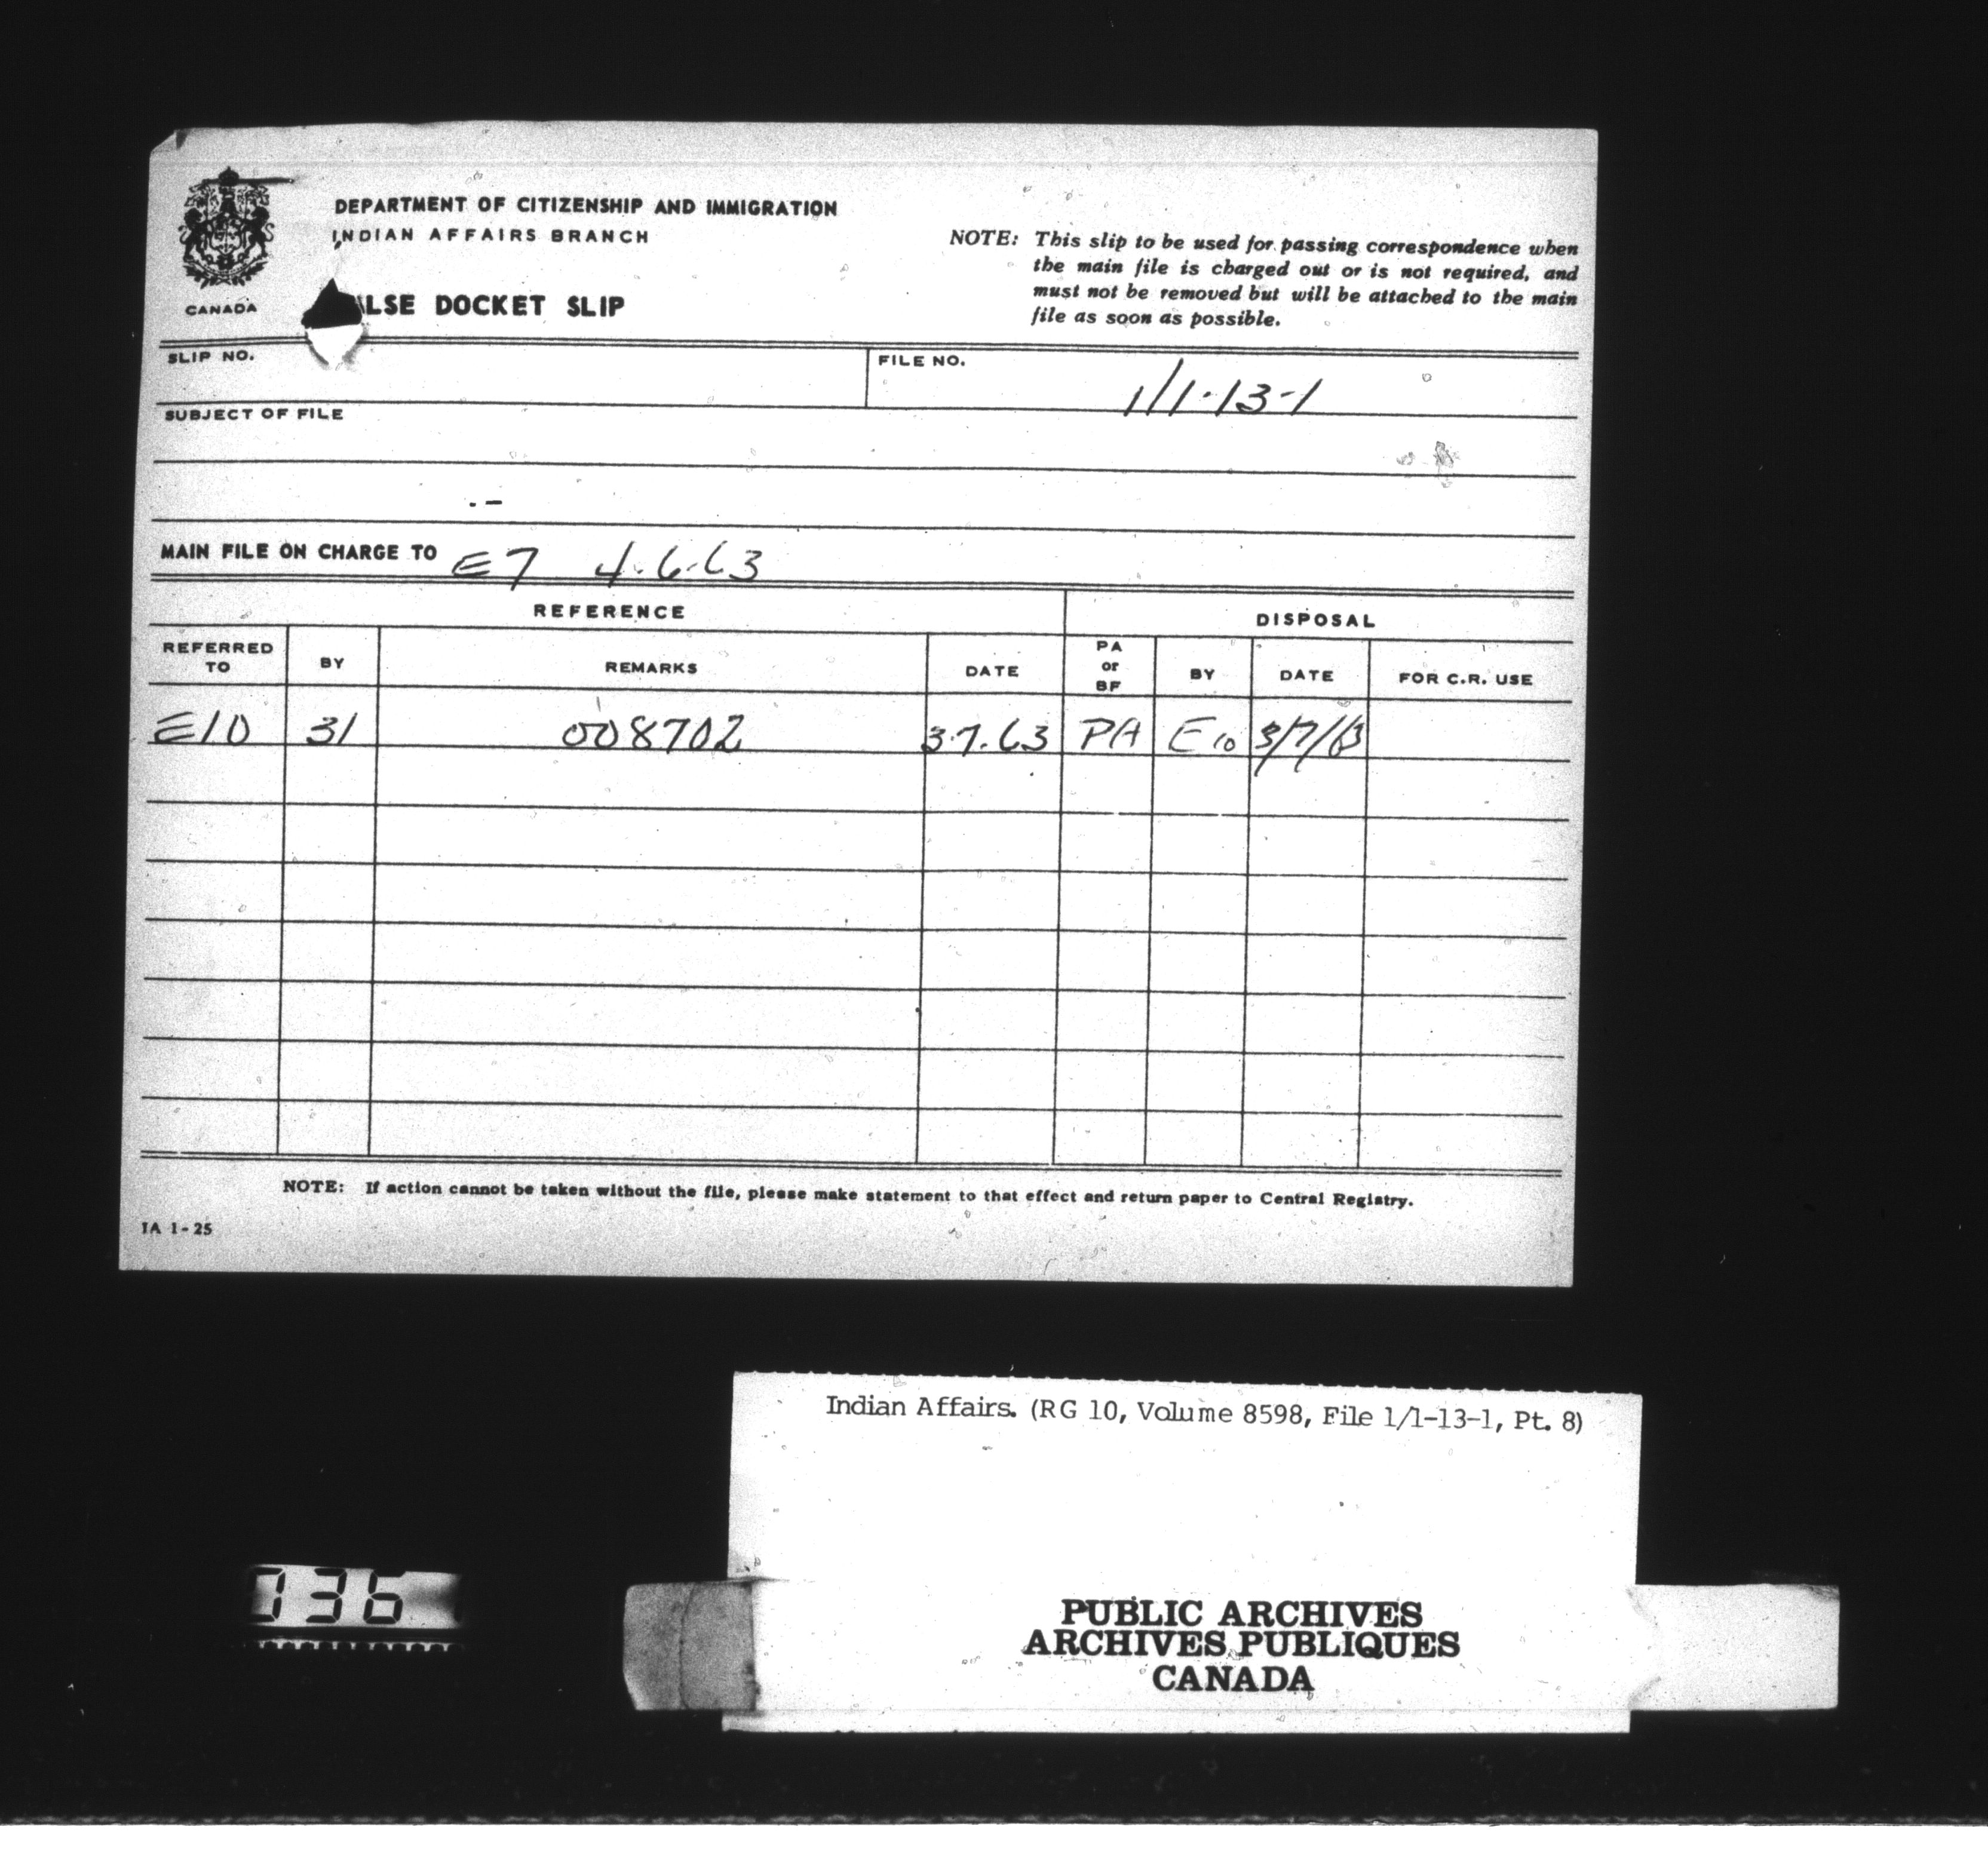 DEPARTMENT OF CITIZENSHIP AND IMMIGRATION
INDIAN AFFAIRS BRANCH
CANADA
LSE DOCKET SLIP
NOTE: This slip to be used for passing correspondence when
the main file is charged out or is not required, and
must not be removed but will be attached to the main
file as soon as possible.
SLIP NO.
FILE NO. 1/1-13-1
SUBJECT OF FILE
MAIN FILE ON CHARGE TO E7 4.6.63
REFERENCE DISPOSAL
REFERRED TO BY REMARKS DATE PA or BF BY DATE FOR C.R. USE
E10 31 008702 3.7.63 PA E10 3/7/63
NOTE: If action cannot be taken without the file, please make statement to that effect and return paper to Central Registry.
IA 1-25
Indian Affairs. (RG 10, Volume 8598, File 1/1-13-1, Pt. 8)
PUBLIC ARCHIVES
ARCHIVES PUBLIQUES
CANADA